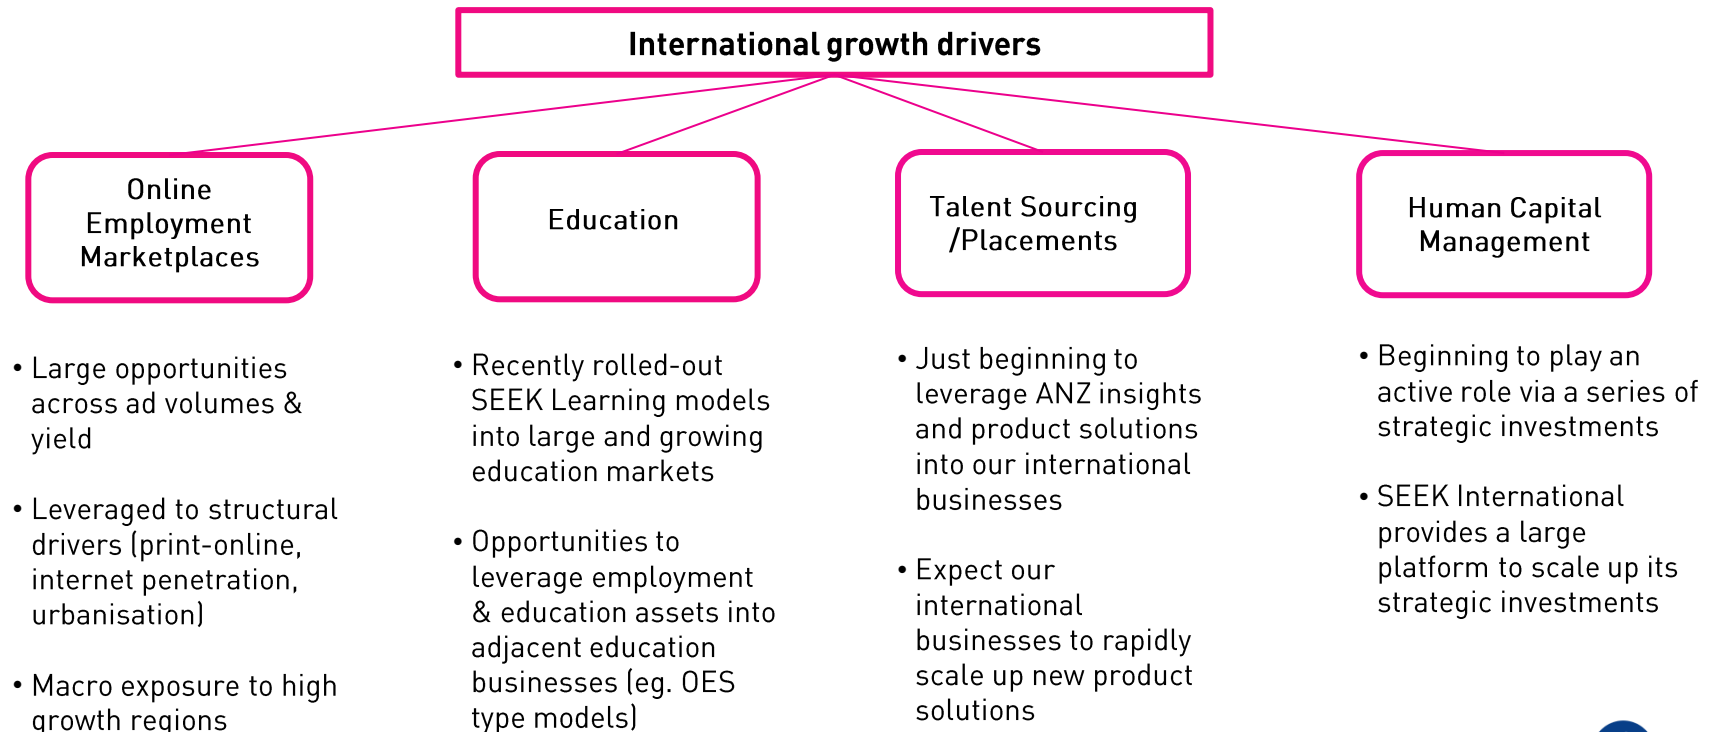 International growth drivers
Online
Employment
Marketplaces
Education
Talent Sourcing
/Placements
Human Capital
Management
• Large opportunities
across ad volumes &
yield
• Leveraged to structural
drivers (print-online,
internet penetration,
urbanisation)
• Macro exposure to high
growth regions
• Recently rolled-out
SEEK Learning models
into large and growing
education markets
• Opportunities to
leverage employment
& education assets into
adjacent education
businesses (eg. OES
type models)
• Just beginning to
leverage ANZ insights
and product solutions
into our international
businesses
• Expect our
international
businesses to rapidly
scale up new product
solutions
• Beginning to play an
active role via a series of
strategic investments
• SEEK International
provides a large
platform to scale up its
strategic investments